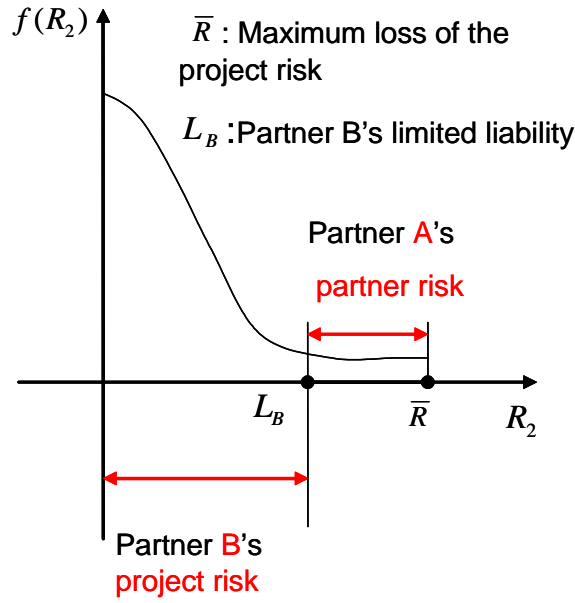 f(R₂)
R̅ : Maximum loss of the
project risk
L_B :Partner B's limited liability
Partner A's
partner risk
L_B
R̅
R₂
Partner B's
project risk